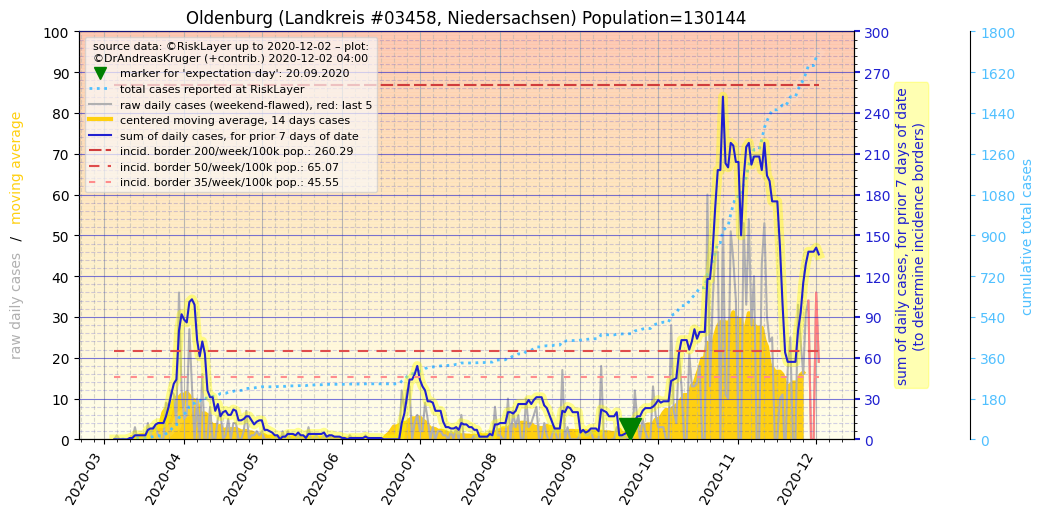 Oldenburg (Landkreis #03458, Niedersachsen) Population=130144
source data: ©RiskLayer up to 2020-12-02 – plot:
©DrAndreasKruger (+contrib.) 2020-12-02 04:00
marker for 'expectation day': 20.09.2020
total cases reported at RiskLayer
raw daily cases (weekend-flawed), red: last 5
centered moving average, 14 days cases
sum of daily cases, for prior 7 days of date
incid. border 200/week/100k pop.: 260.29
incid. border 50/week/100k pop.: 65.07
incid. border 35/week/100k pop.: 45.55
raw daily cases / moving average
100
90
80
70
60
50
40
30
20
10
0
300
270
240
210
180
150
120
90
60
30
0
sum of daily cases, for prior 7 days of date
(to determine incidence borders)
1800
1620
1440
1260
1080
900
720
540
360
180
0
cumulative total cases
2020-03
2020-04
2020-05
2020-06
2020-07
2020-08
2020-09
2020-10
2020-11
2020-12